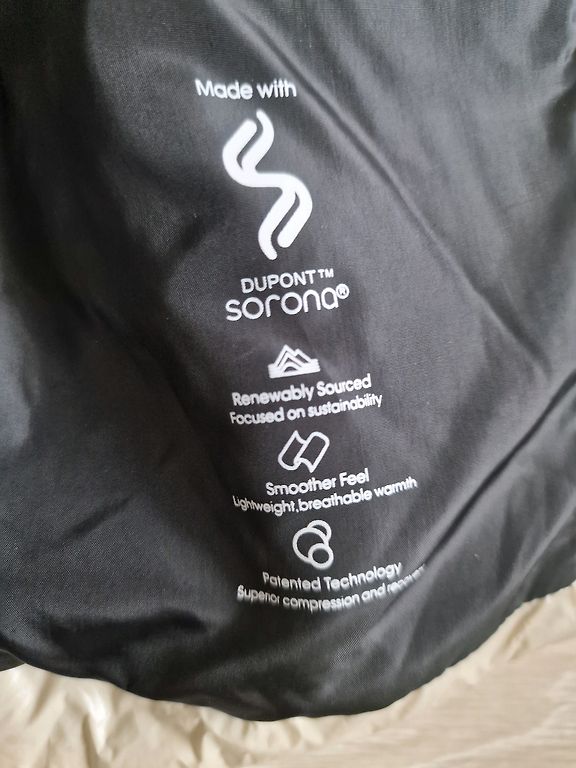 Made with
DUPONT™
sorona®
Renewably Sourced
Focused on sustainability
Smoother Feel
Lightweight,breathable warmth
Patented Technology
Superior compression and